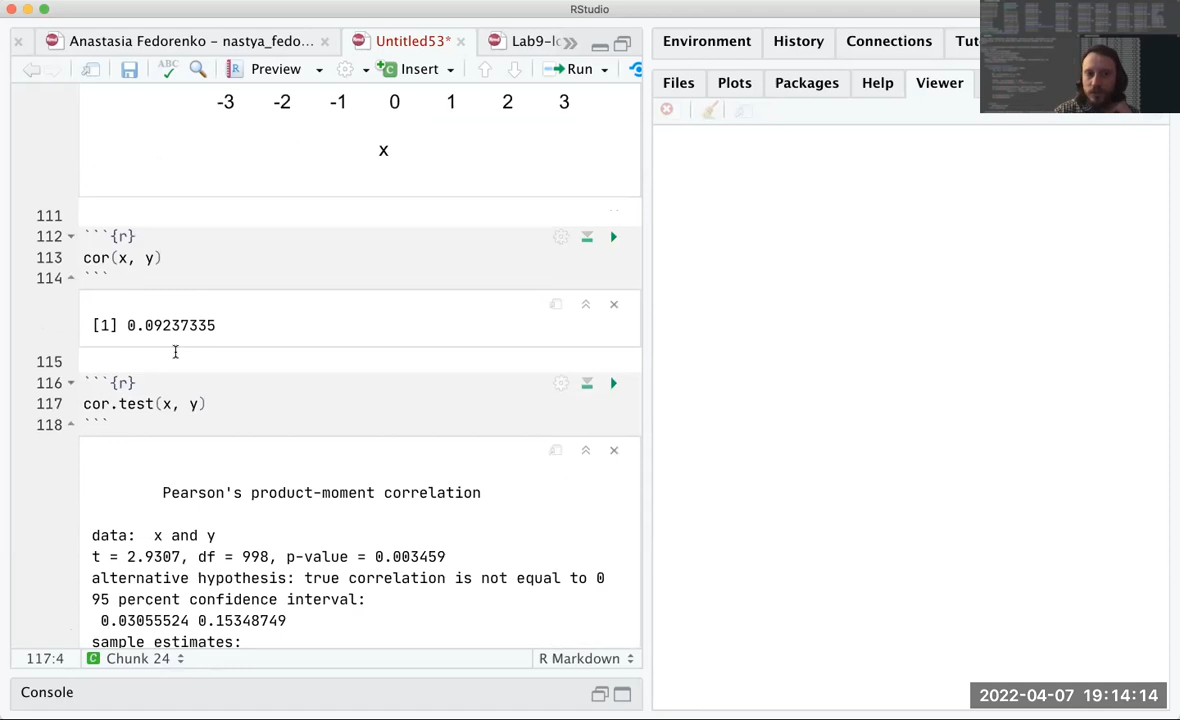 RStudio
Anastasia Fedorenko – nastya_fedo...
Untitled53*
Lab9-lo
Preview
Insert
Run
-3 -2 -1 0 1 2 3
x
111
112 ```{r}
113 cor(x, y)
114 ```
[1] 0.09237335
115
116 ```{r}
117 cor.test(x, y)
118 ```
Pearson's product-moment correlation
data:  x and y
t = 2.9307, df = 998, p-value = 0.003459
alternative hypothesis: true correlation is not equal to 0
95 percent confidence interval:
0.03055524 0.15348749
sample estimates:
117:4
Chunk 24
R Markdown
Console
Environment
History
Connections
Tut
Files
Plots
Packages
Help
Viewer
2022-04-07 19:14:14